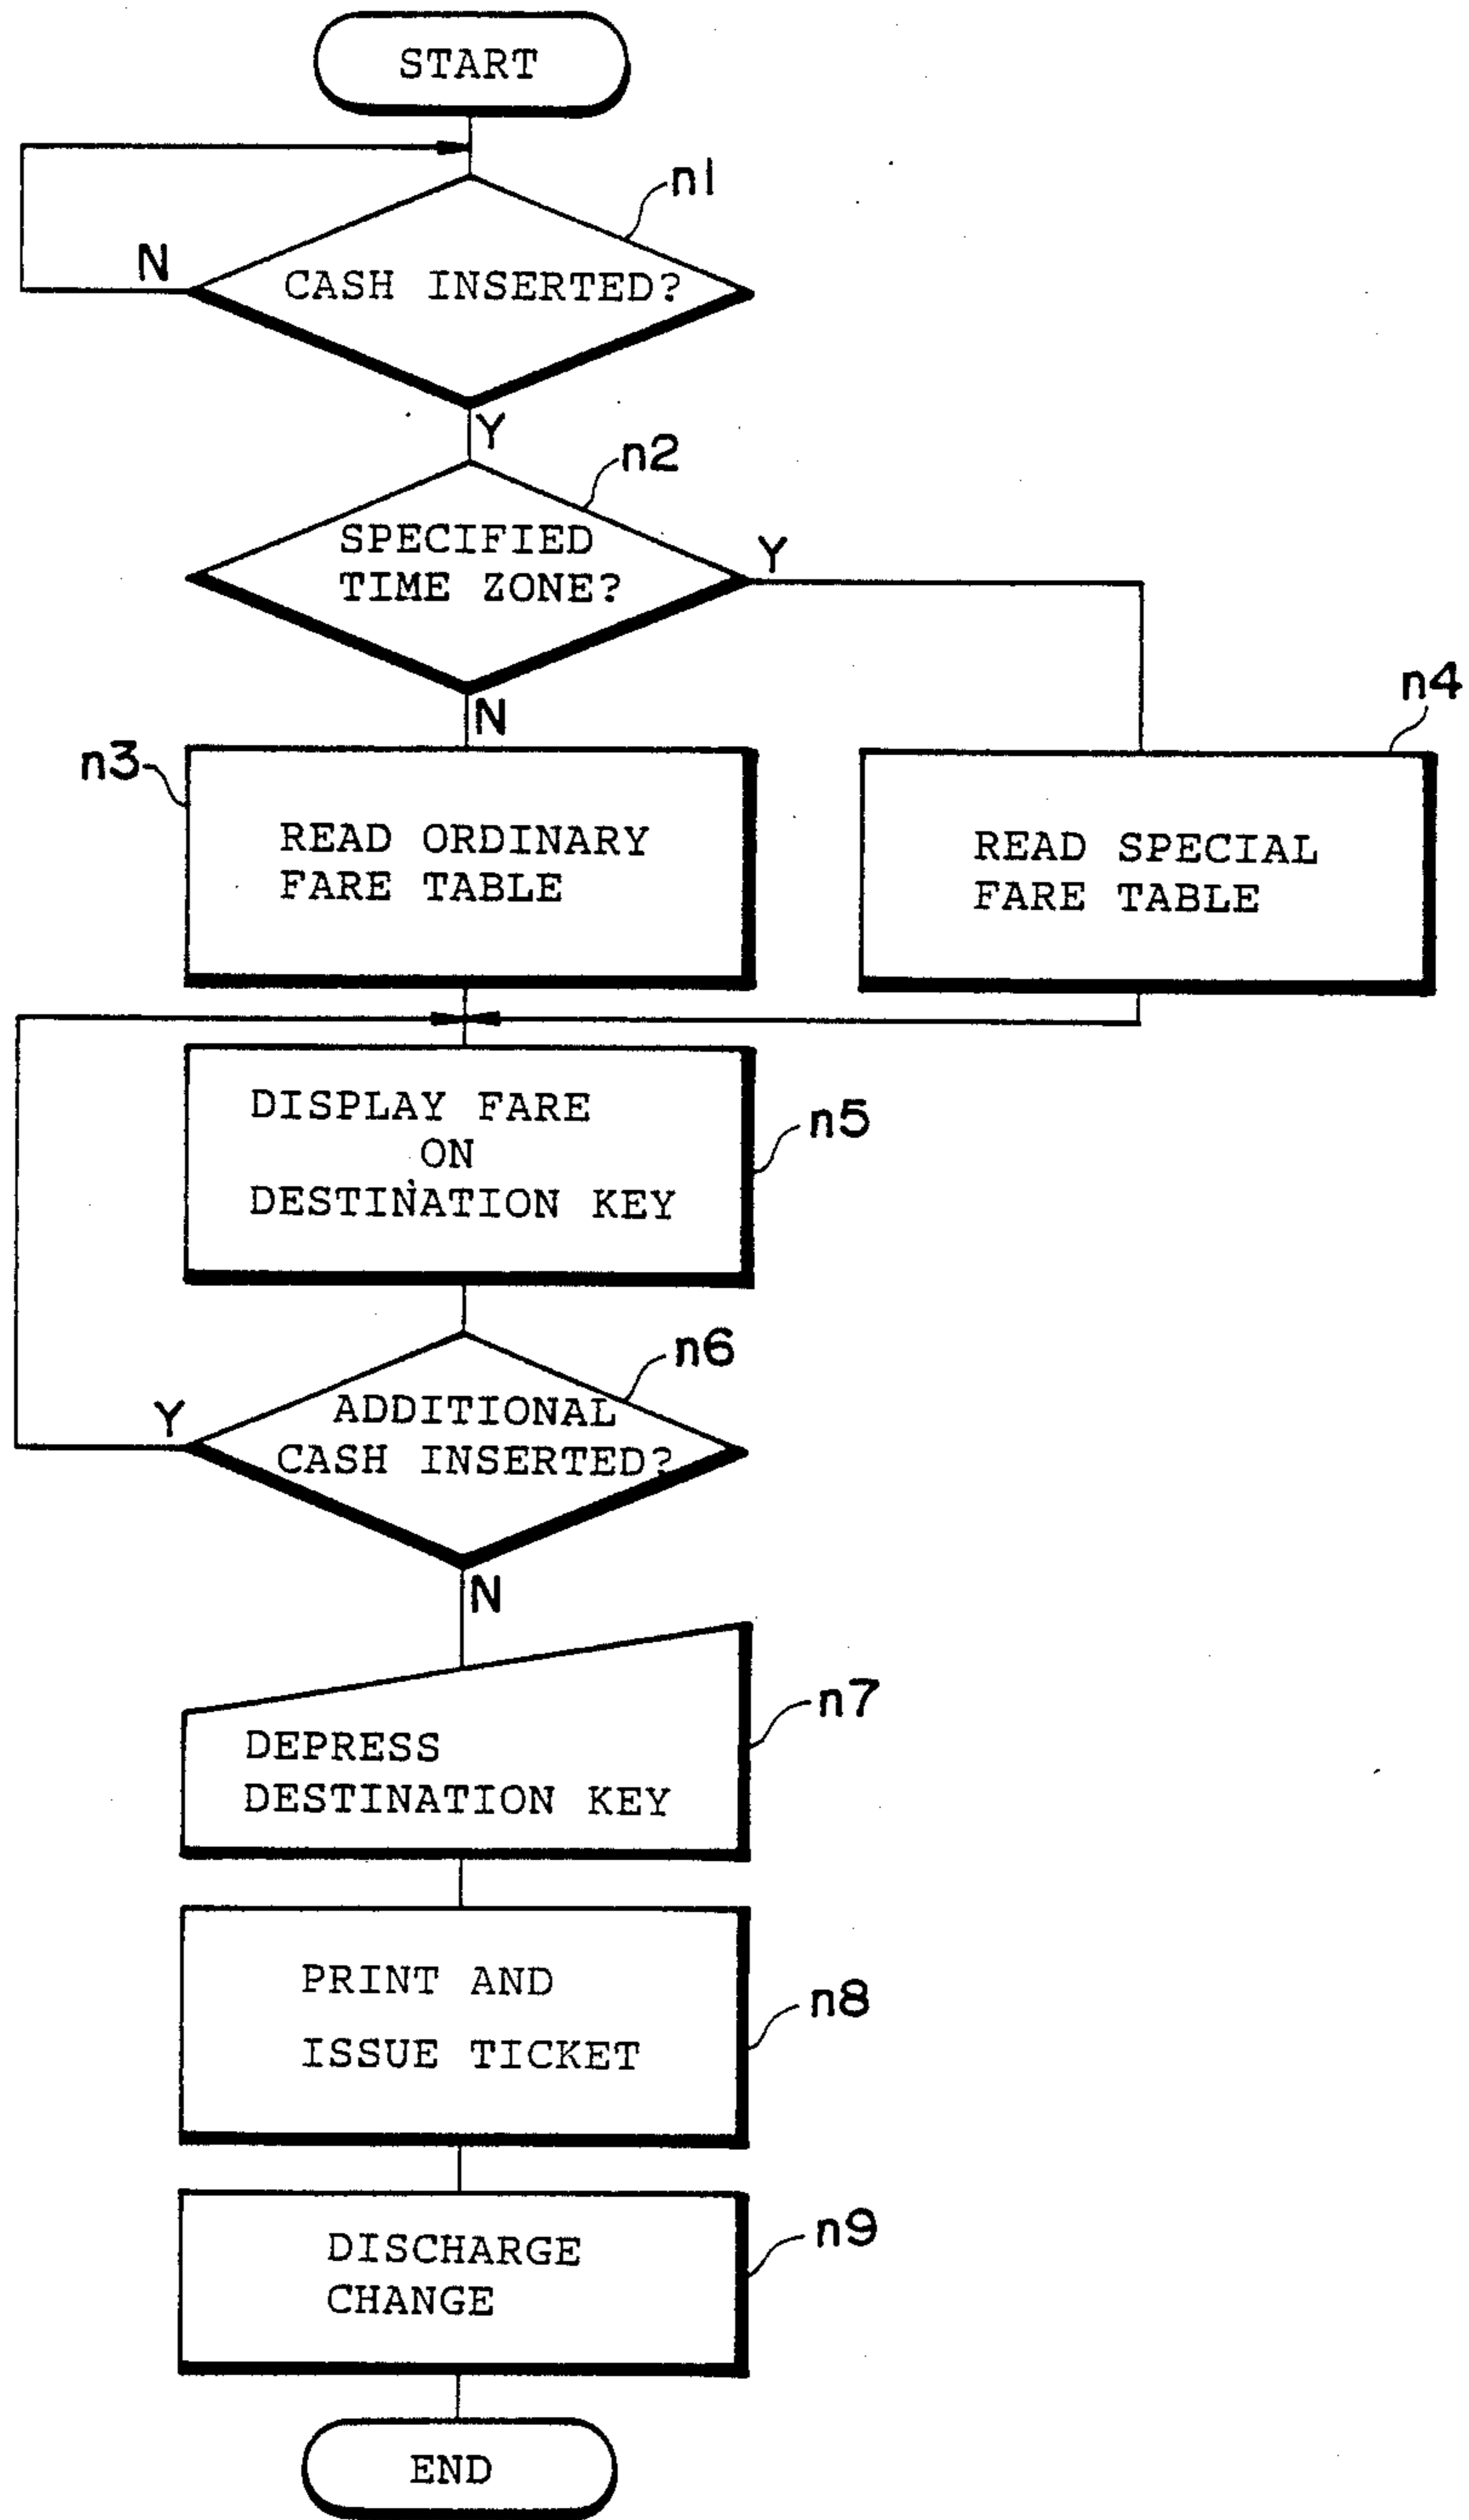 START
n1
N
CASH INSERTED?
Y
n2
SPECIFIED
TIME ZONE?
Y
N
n3
n4
READ ORDINARY
FARE TABLE
READ SPECIAL
FARE TABLE
DISPLAY FARE
ON
DESTINATION KEY
n5
n6
Y
ADDITIONAL
CASH INSERTED?
N
n7
DEPRESS
DESTINATION KEY
PRINT AND
ISSUE TICKET
n8
DISCHARGE
CHANGE
n9
END